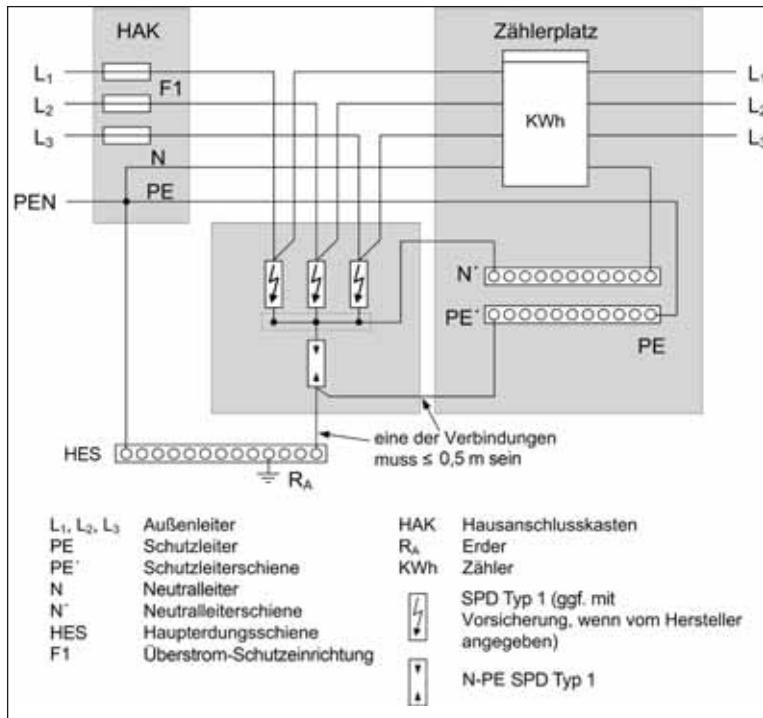 HAK
Zählerplatz
L₁
L₂
L₃
F1
N
PE
PEN
KWh
L₁
L₂
L₃
N´
PE´
PE
eine der Verbindungen
muss ≤ 0,5 m sein
HES
R_A
L₁, L₂, L₃ Außenleiter
PE Schutzleiter
PE´ Schutzleiterschiene
N Neutralleiter
N´ Neutralleiterschiene
HES Haupterdungsschiene
F1 Überstrom-Schutzeinrichtung
HAK Hausanschlusskasten
R_A Erder
KWh Zähler
SPD Typ 1 (ggf. mit
Vorsicherung, wenn vom Hersteller
angegeben)
N-PE SPD Typ 1